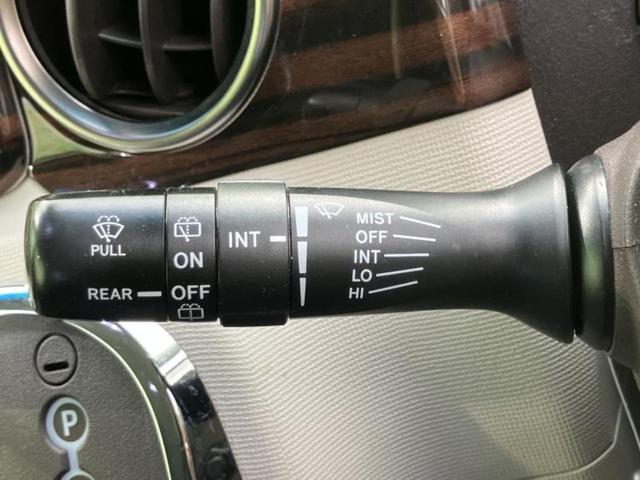 PULL
REAR
ON
OFF
INT
MIST
OFF
INT
LO
HI
P